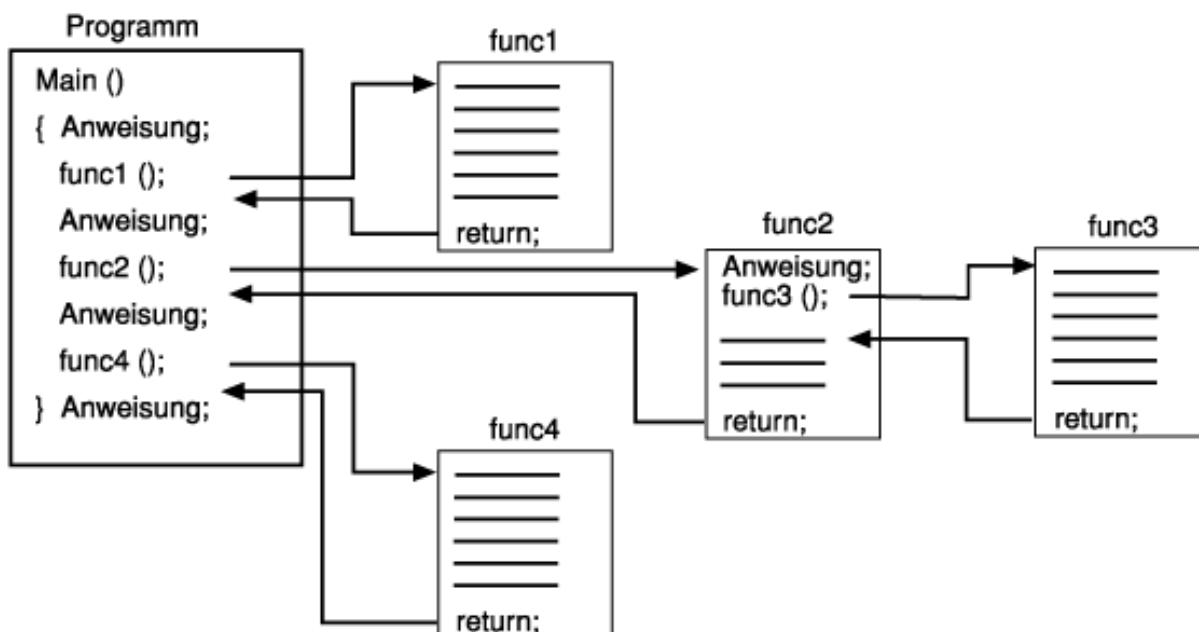 Programm
Main ()
{ Anweisung;
func1 ();
Anweisung;
func2 ();
Anweisung;
func4 ();
} Anweisung;
func1
return;
func2
Anweisung;
func3 ();
return;
func3
return;
func4
return;